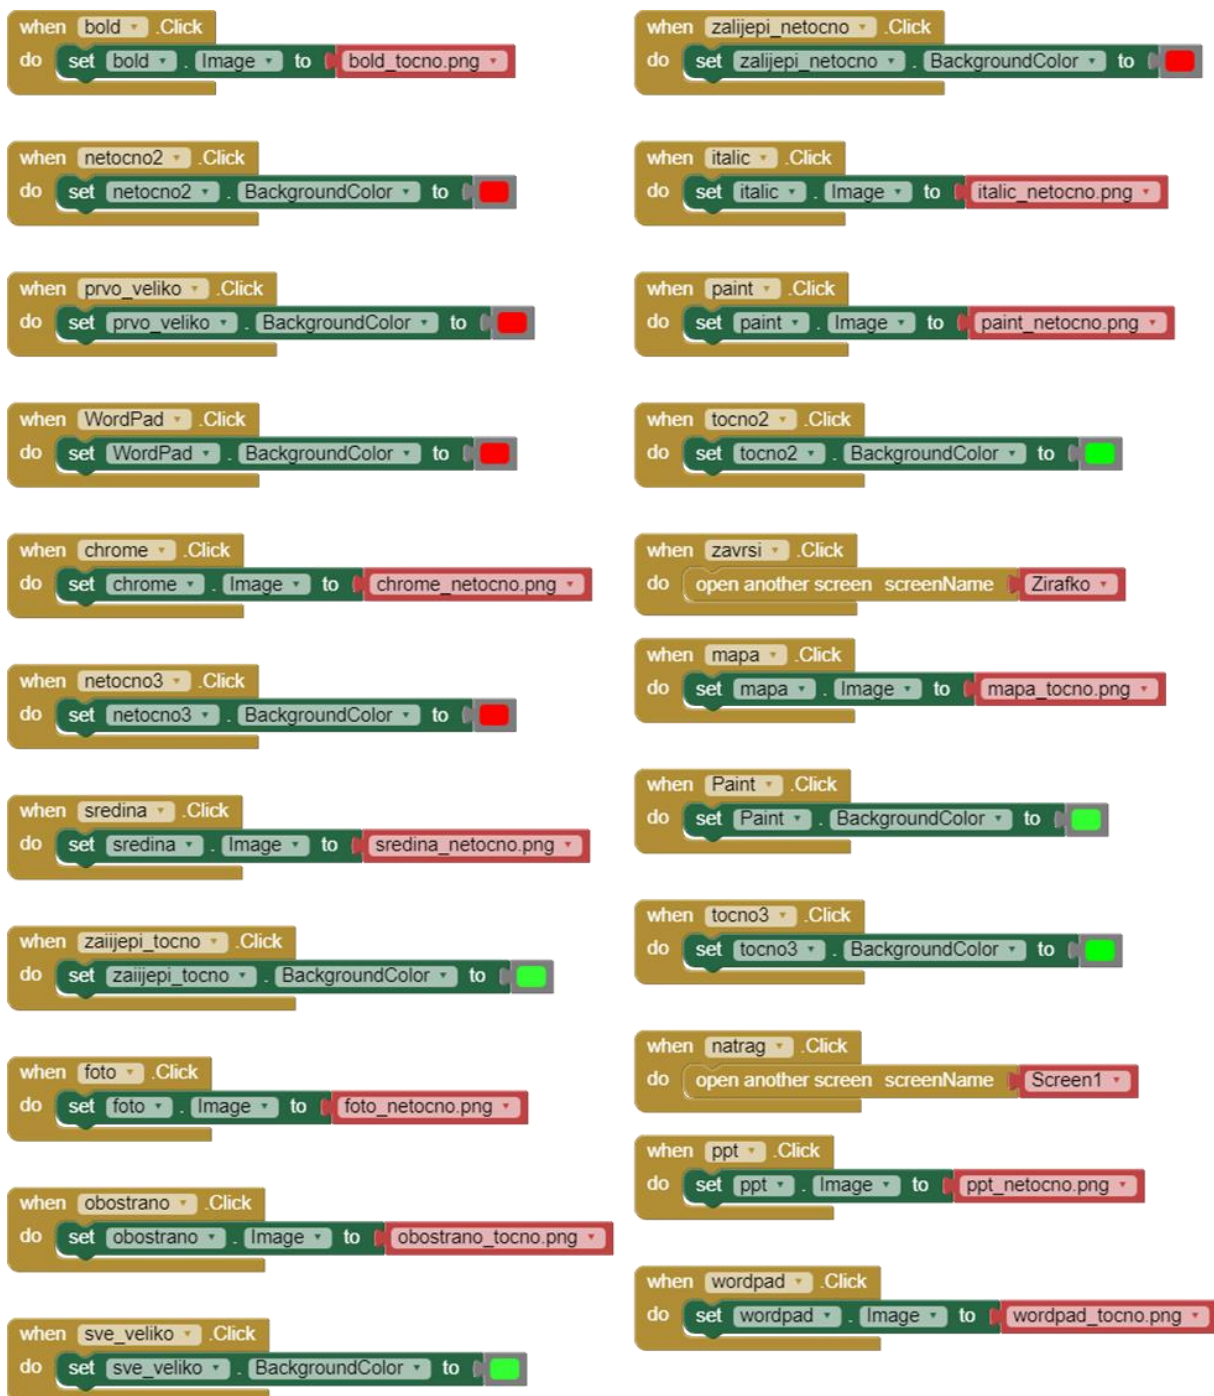 when bold .Click
do set bold . Image to bold_tocno.png
when netocno2 .Click
do set netocno2 . BackgroundColor to
when prvo_veliko .Click
do set prvo_veliko . BackgroundColor to
when WordPad .Click
do set WordPad . BackgroundColor to
when chrome .Click
do set chrome . Image to chrome_netocno.png
when netocno3 .Click
do set netocno3 . BackgroundColor to
when sredina .Click
do set sredina . Image to sredina_netocno.png
when zaiijepi_tocno .Click
do set zaiijepi_tocno . BackgroundColor to
when foto .Click
do set foto . Image to foto_netocno.png
when obostrano .Click
do set obostrano . Image to obostrano_tocno.png
when sve_veliko .Click
do set sve_veliko . BackgroundColor to
when zalijepi_netocno .Click
do set zalijepi_netocno . BackgroundColor to
when italic .Click
do set italic . Image to italic_netocno.png
when paint .Click
do set paint . Image to paint_netocno.png
when tocno2 .Click
do set tocno2 . BackgroundColor to
when zavrsi .Click
do open another screen screenName Zirafko
when mapa .Click
do set mapa . Image to mapa_tocno.png
when Paint .Click
do set Paint . BackgroundColor to
when tocno3 .Click
do set tocno3 . BackgroundColor to
when natrag .Click
do open another screen screenName Screen1
when ppt .Click
do set ppt . Image to ppt_netocno.png
when wordpad .Click
do set wordpad . Image to wordpad_tocno.png